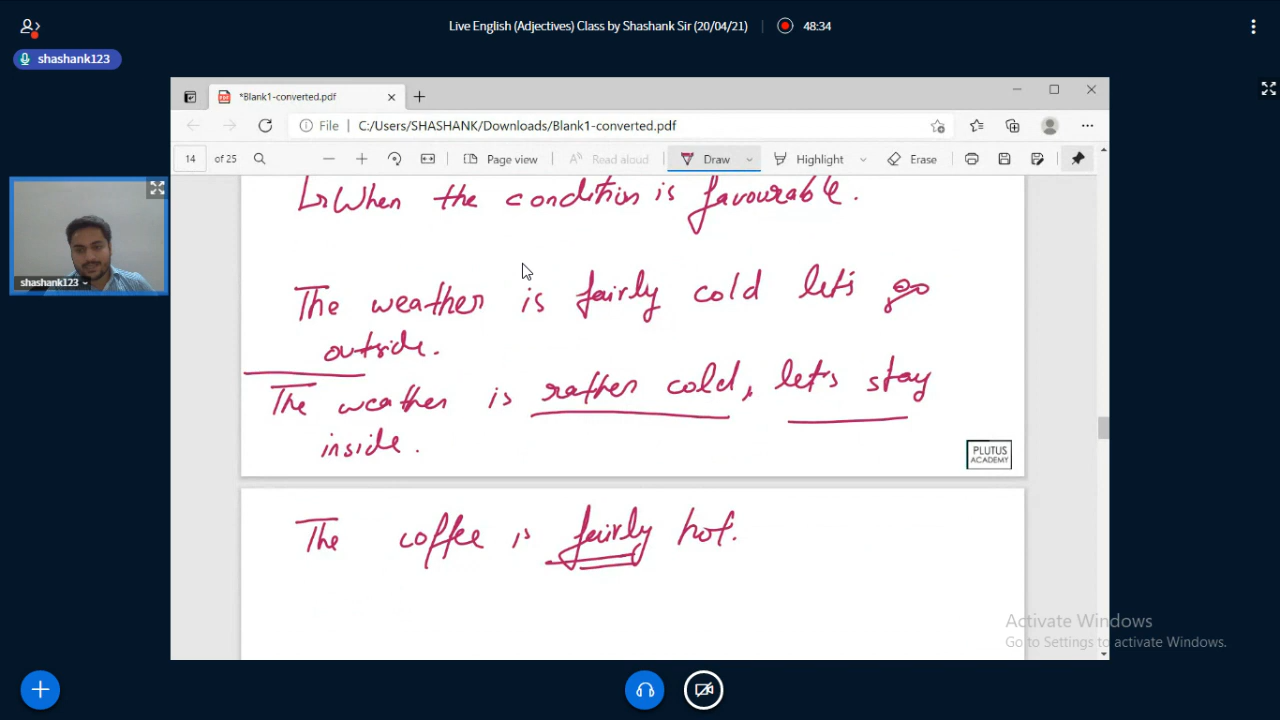 Live English (Adjectives) Class by Shashank Sir (20/04/21)
48:34
shashank123
*Blank1-converted.pdf
File
C:/Users/SHASHANK/Downloads/Blank1-converted.pdf
14 of 25
Page view
Read aloud
Draw
Highlight
Erase
When the condition is favourable.
The weather is fairly cold let's go
outside.
The weather is rather cold, let's stay
inside.
PLUTUS
ACADEMY
The coffee is fairly hot.
shashank123
Activate Windows
Go to Settings to activate Windows.